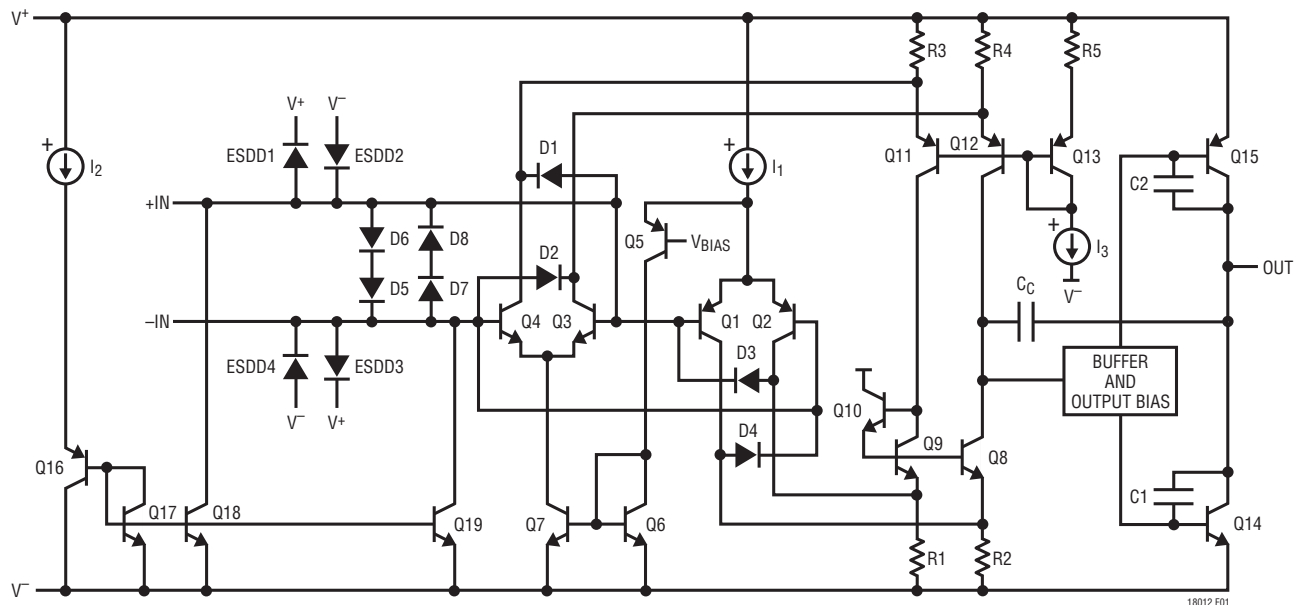 V+
R3
R4
R5
V+
V–
+
I2
ESDD1
ESDD2
D1
+
I1
Q11
Q12
Q13
Q15
C2
+IN
D6
D8
Q5
VBIAS
+
I3
V–
OUT
D2
D5
D7
CC
–IN
Q4
Q3
Q1
Q2
ESDD4
ESDD3
D3
BUFFER
AND
OUTPUT BIAS
V–
V+
Q10
D4
Q9
Q8
Q16
C1
Q17
Q18
Q19
Q7
Q6
Q14
R1
R2
V–
18012 F01